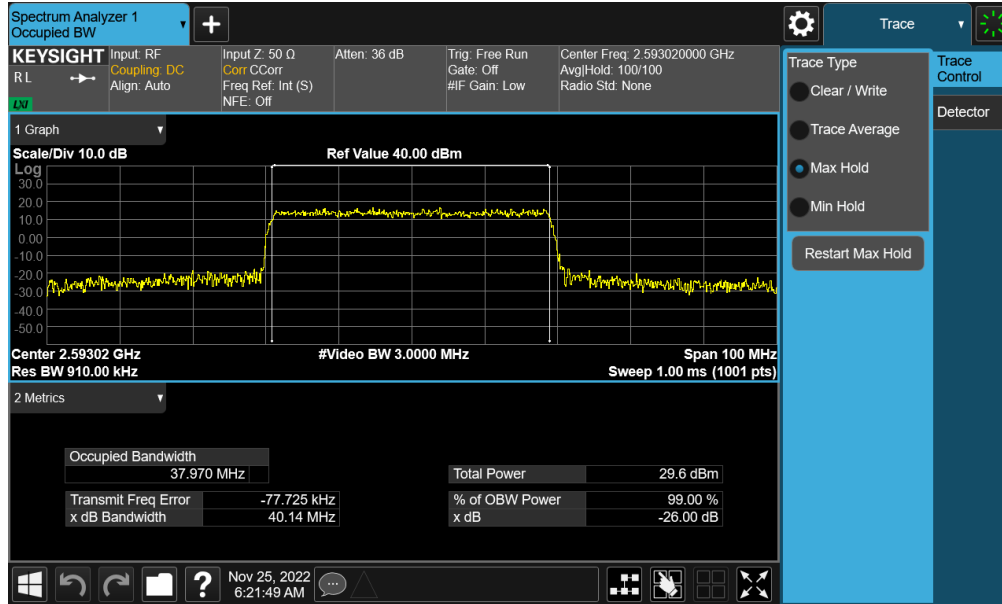 Spectrum Analyzer 1
Occupied BW
+
Trace
KEYSIGHT
R L
LXI
Input: RF
Coupling: DC
Align: Auto
Input Z: 50 Ω
Corr CCorr
Freq Ref: Int (S)
NFE: Off
Atten: 36 dB
Trig: Free Run
Gate: Off
#IF Gain: Low
Center Freq: 2.593020000 GHz
Avg|Hold: 100/100
Radio Std: None
Trace Type
Clear / Write
Trace Average
Max Hold
Min Hold
Restart Max Hold
Trace
Control
Detector
1 Graph
Scale/Div 10.0 dB
Ref Value 40.00 dBm
Log
30.0
20.0
10.0
0.00
-10.0
-20.0
-30.0
-40.0
-50.0
Center 2.59302 GHz
#Video BW 3.0000 MHz
Span 100 MHz
Res BW 910.00 kHz
Sweep 1.00 ms (1001 pts)
2 Metrics
Occupied Bandwidth
37.970 MHz
Total Power 29.6 dBm
Transmit Freq Error -77.725 kHz
% of OBW Power 99.00 %
x dB Bandwidth 40.14 MHz
x dB -26.00 dB
?
Nov 25, 2022
6:21:49 AM